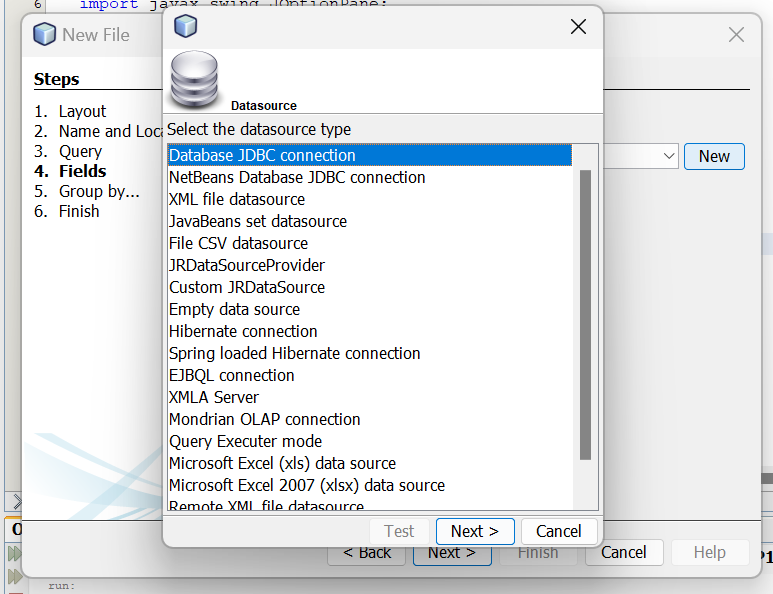 6 import javax.swing.JOptionPane;
New File
Steps
1. Layout
2. Name and Loca
3. Query
4. Fields
5. Group by...
6. Finish
Datasource
Select the datasource type
Database JDBC connection
NetBeans Database JDBC connection
XML file datasource
JavaBeans set datasource
File CSV datasource
JRDataSourceProvider
Custom JRDataSource
Empty data source
Hibernate connection
Spring loaded Hibernate connection
EJBQL connection
XMLA Server
Mondrian OLAP connection
Query Executer mode
Microsoft Excel (xls) data source
Microsoft Excel 2007 (xlsx) data source
Remote XML file datasource
New
Test Next > Cancel
< Back Next > Finish Cancel Help
run: